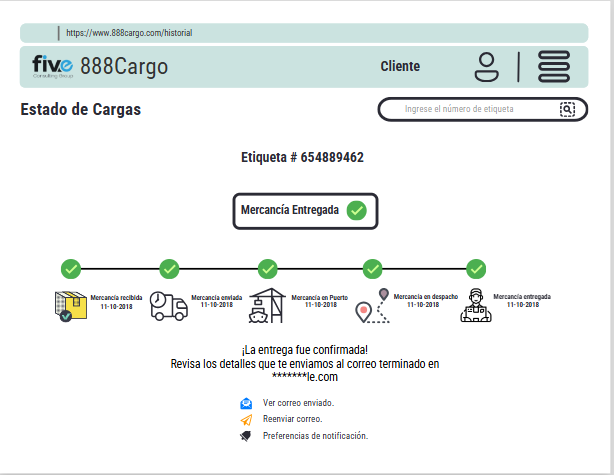 https://www.888cargo.com/historial
five
Consulting Group
888Cargo
Cliente
Estado de Cargas
Ingrese el número de etiqueta
Etiqueta # 654889462
Mercancía Entregada
Mercancía recibida
11-10-2018
Mercancía enviada
11-10-2018
Mercancía en Puerto
11-10-2018
Mercancía en despacho
11-10-2018
Mercancía entregada
11-10-2018
¡La entrega fue confirmada!
Revisa los detalles que te enviamos al correo terminado en
*******le.com
Ver correo enviado.
Reenviar correo.
Preferencias de notificación.